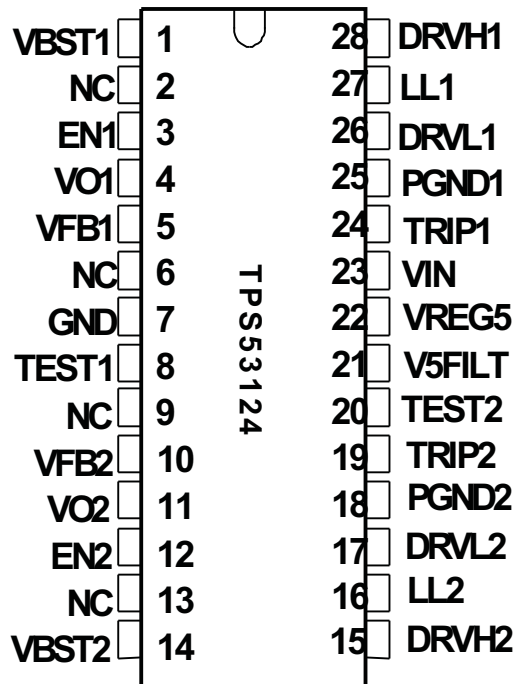 VBST1 1 28 DRVH1
NC 2 27 LL1
EN1 3 26 DRVL1
VO1 4 25 PGND1
VFB1 5 24 TRIP1
NC 6 23 VIN
GND 7 22 VREG5
TEST1 8 21 V5FILT
NC 9 20 TEST2
VFB2 10 19 TRIP2
VO2 11 18 PGND2
EN2 12 17 DRVL2
NC 13 16 LL2
VBST2 14 15 DRVH2
TPS53124